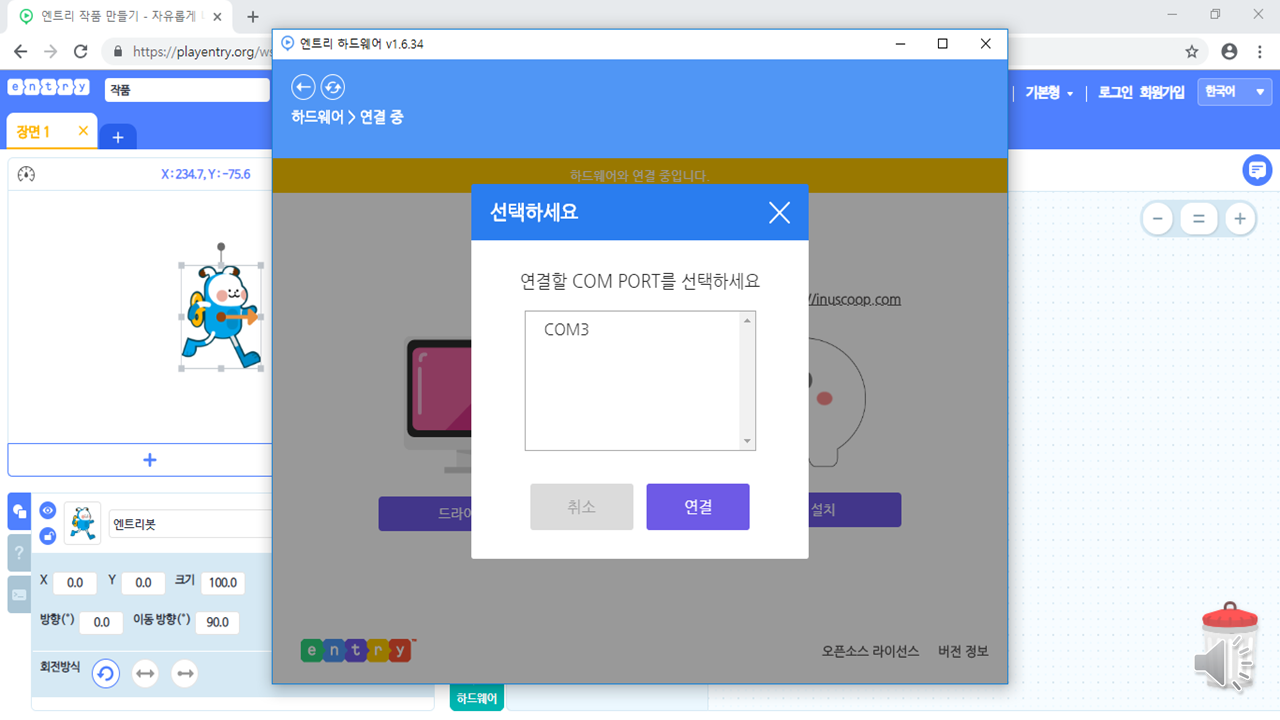 엔트리 작품 만들기 - 자유롭게
https://playentry.org/ws
엔트리 하드웨어 v1.6.34
entry
작품
기본형
로그인 회원가입
한국어
하드웨어 > 연결 중
장면 1
하드웨어와 연결 중입니다.
X : 234.7, Y : -75.6
선택하세요
연결할 COM PORT를 선택하세요
//inuscoop.com
COM3
취소
연결
드라이
설치
엔트리봇
X 0.0 Y 0.0 크기 100.0
방향(°) 0.0 이동 방향(°) 90.0
회전방식
entry™
오픈소스 라이선스 버전 정보
하드웨어